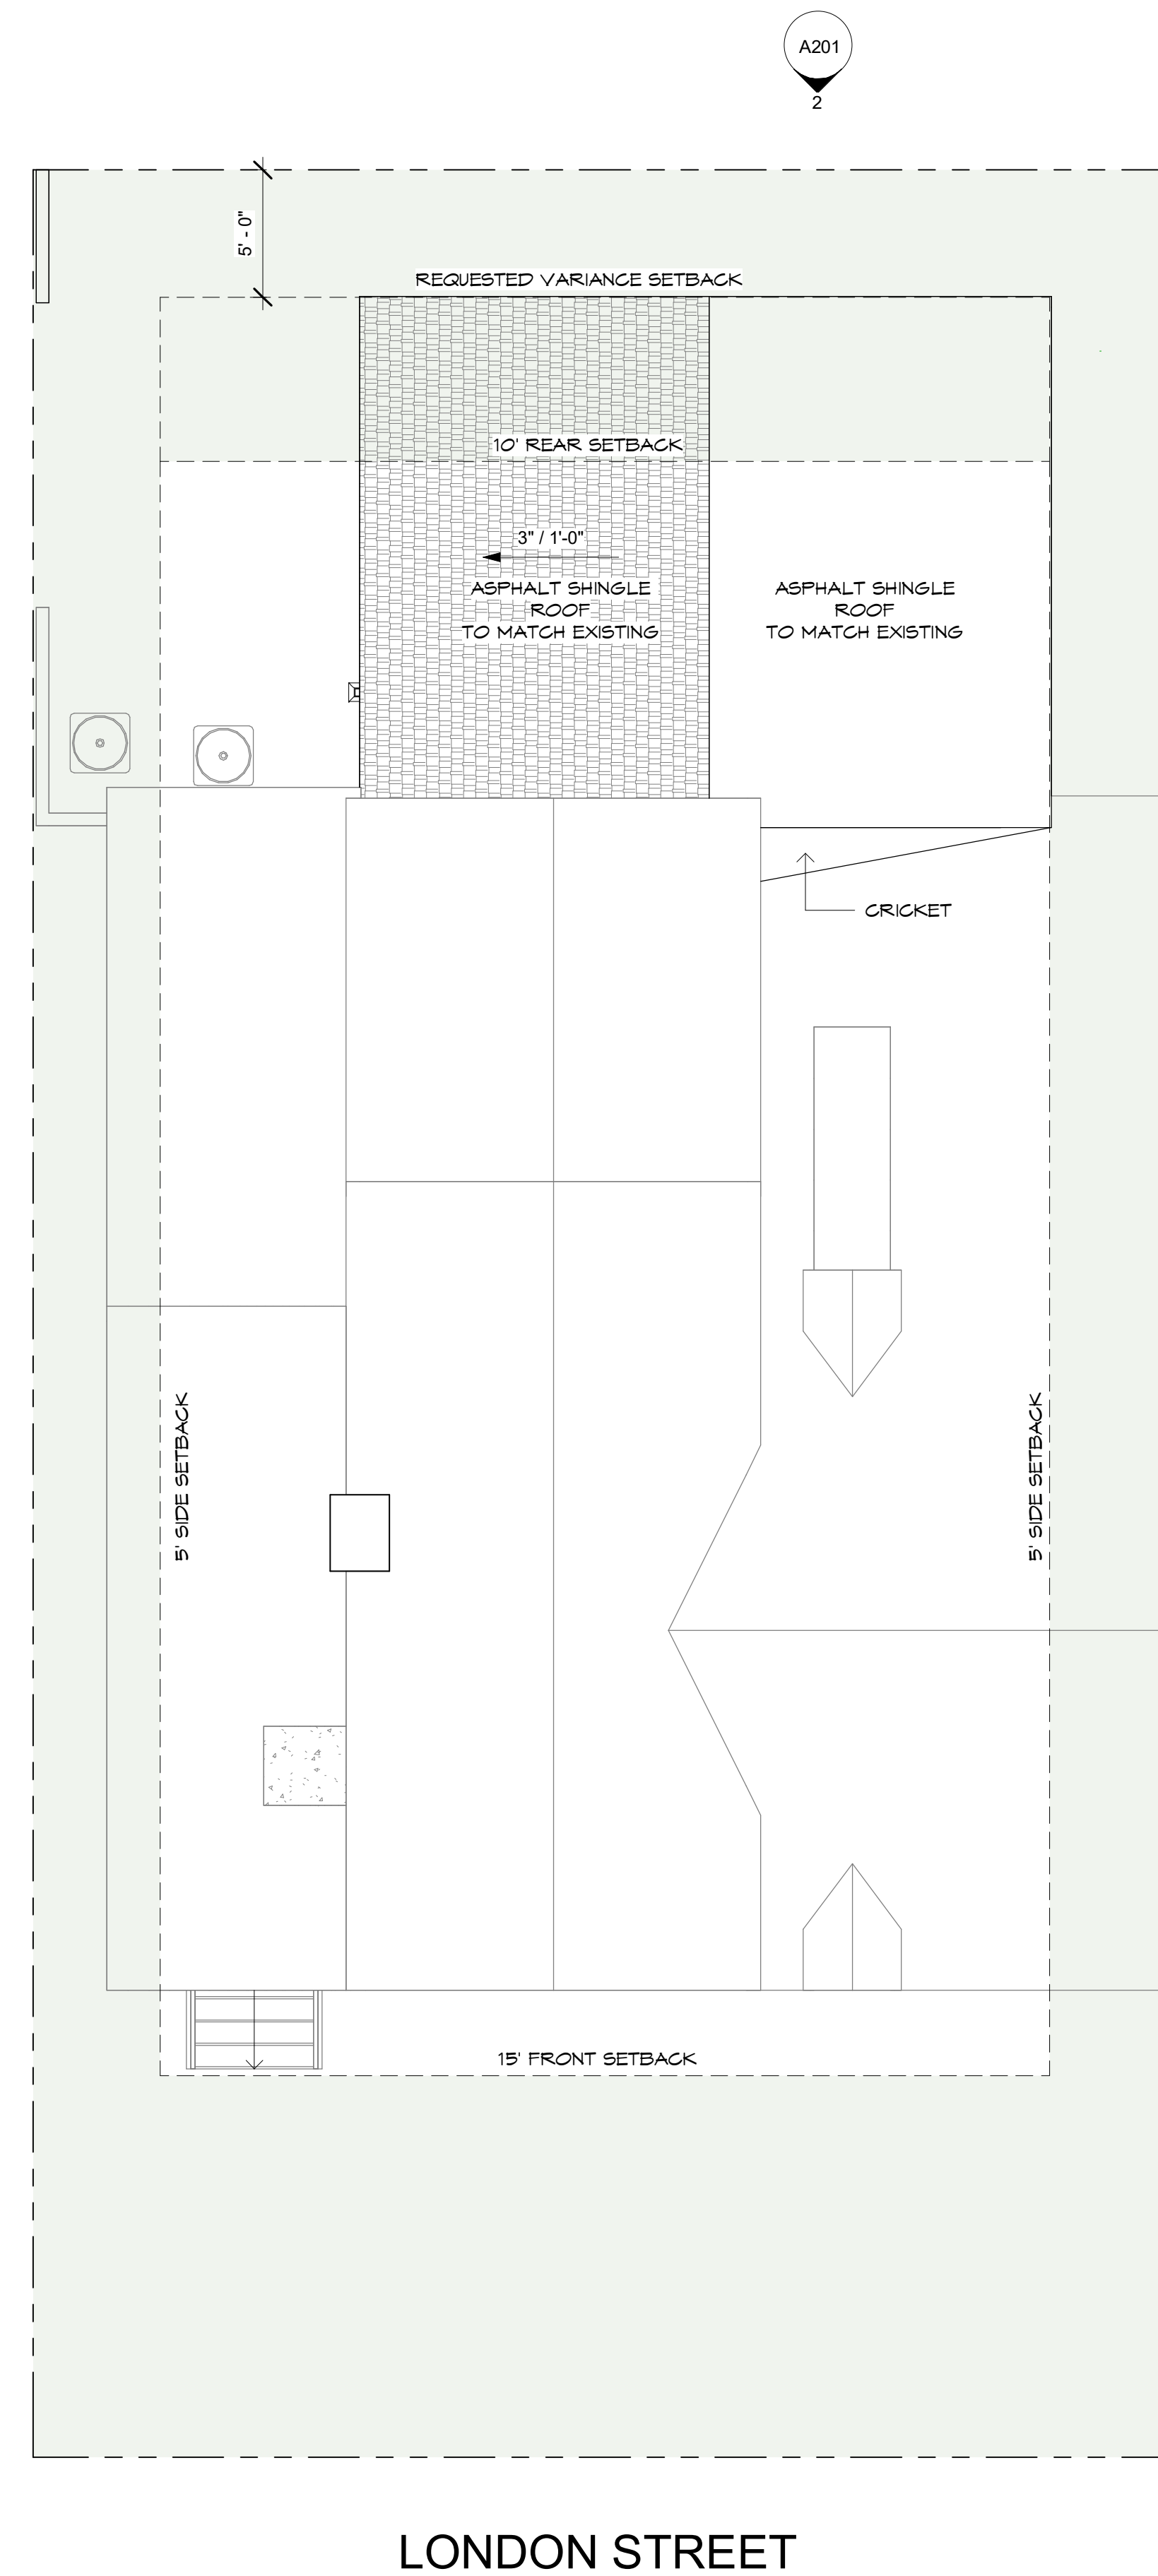 A201
2
5' - 0"
REQUESTED VARIANCE SETBACK
10' REAR SETBACK
3" / 1'-0"
ASPHALT SHINGLE
ROOF
TO MATCH EXISTING
ASPHALT SHINGLE
ROOF
TO MATCH EXISTING
CRICKET
5' SIDE SETBACK
5' SIDE SETBACK
15' FRONT SETBACK
LONDON STREET